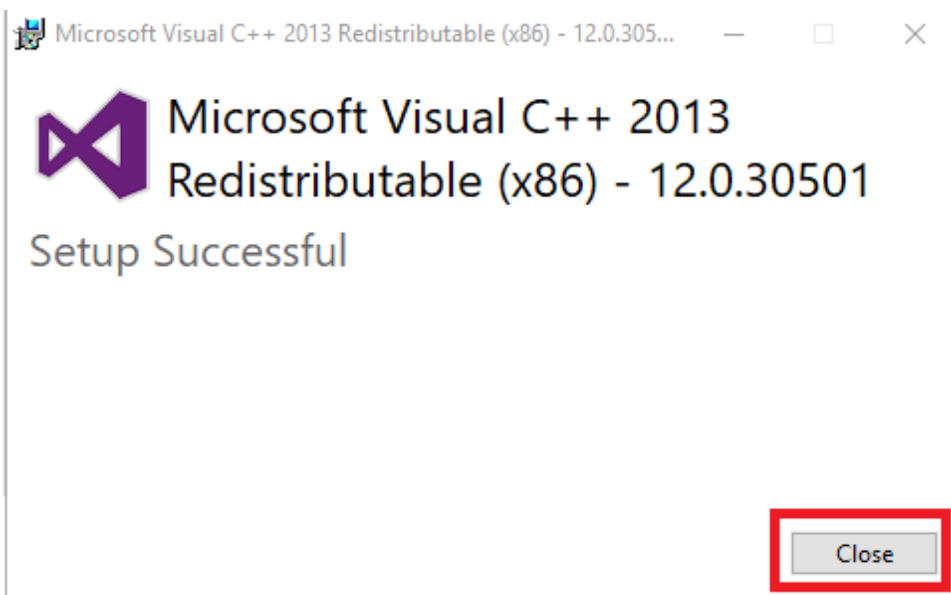 Microsoft Visual C++ 2013 Redistributable (x86) - 12.0.305...
Microsoft Visual C++ 2013
Redistributable (x86) - 12.0.30501
Setup Successful
Close